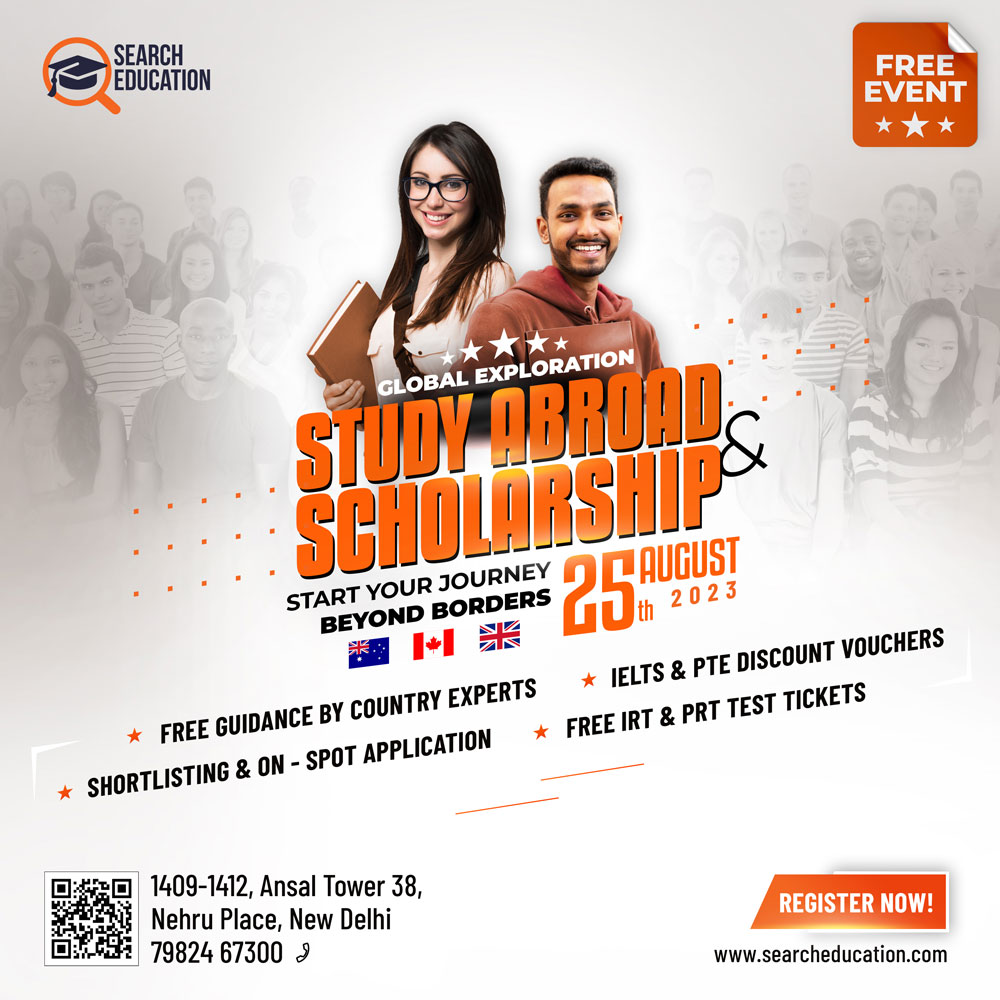 SEARCH
EDUCATION
FREE
EVENT
GLOBAL EXPLORATION
STUDY ABROAD
&
SCHOLARSHIP
START YOUR JOURNEY
BEYOND BORDERS
25th AUGUST
2023
FREE GUIDANCE BY COUNTRY EXPERTS
IELTS & PTE DISCOUNT VOUCHERS
SHORTLISTING & ON - SPOT APPLICATION
FREE IRT & PRT TEST TICKETS
1409-1412, Ansal Tower 38,
Nehru Place, New Delhi
79824 67300
REGISTER NOW!
www.searcheducation.com